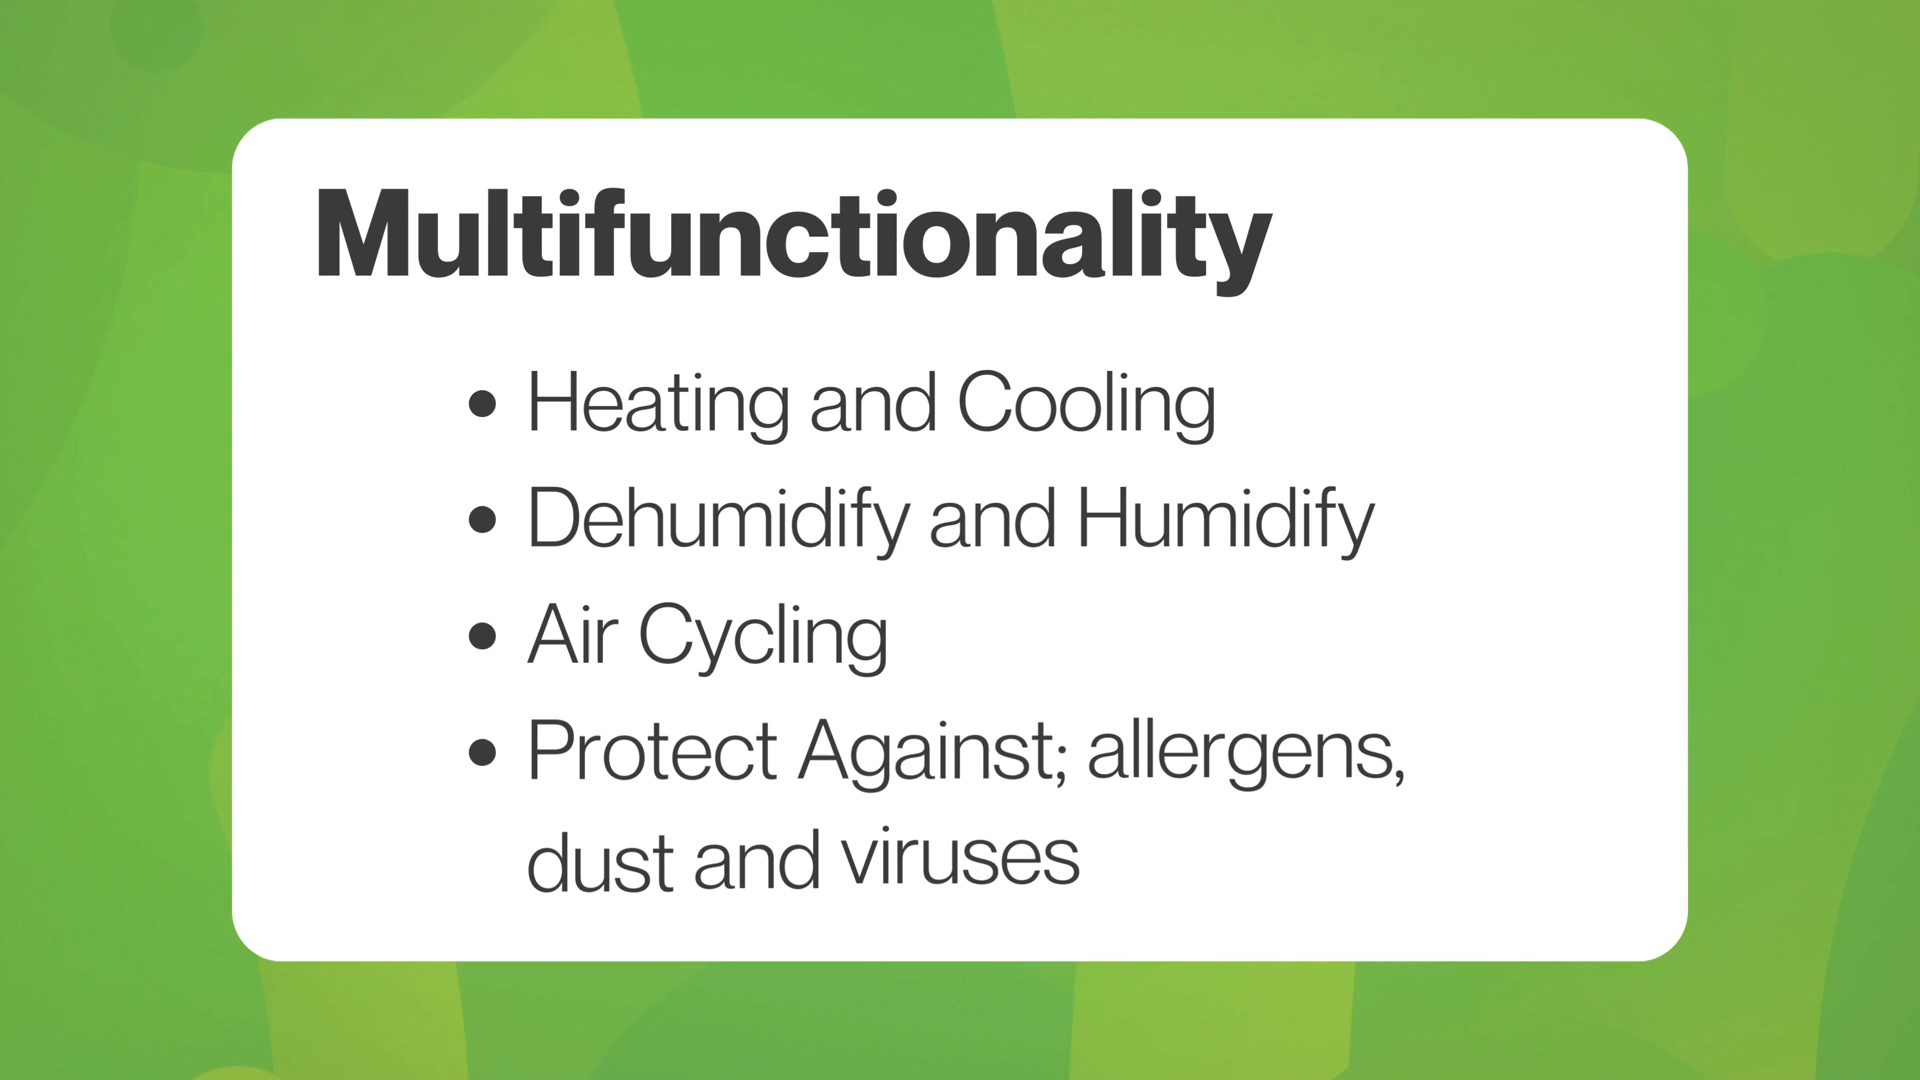 Multifunctionality
• Heating and Cooling
• Dehumidify and Humidify
• Air Cycling
• Protect Against; allergens,
dust and viruses